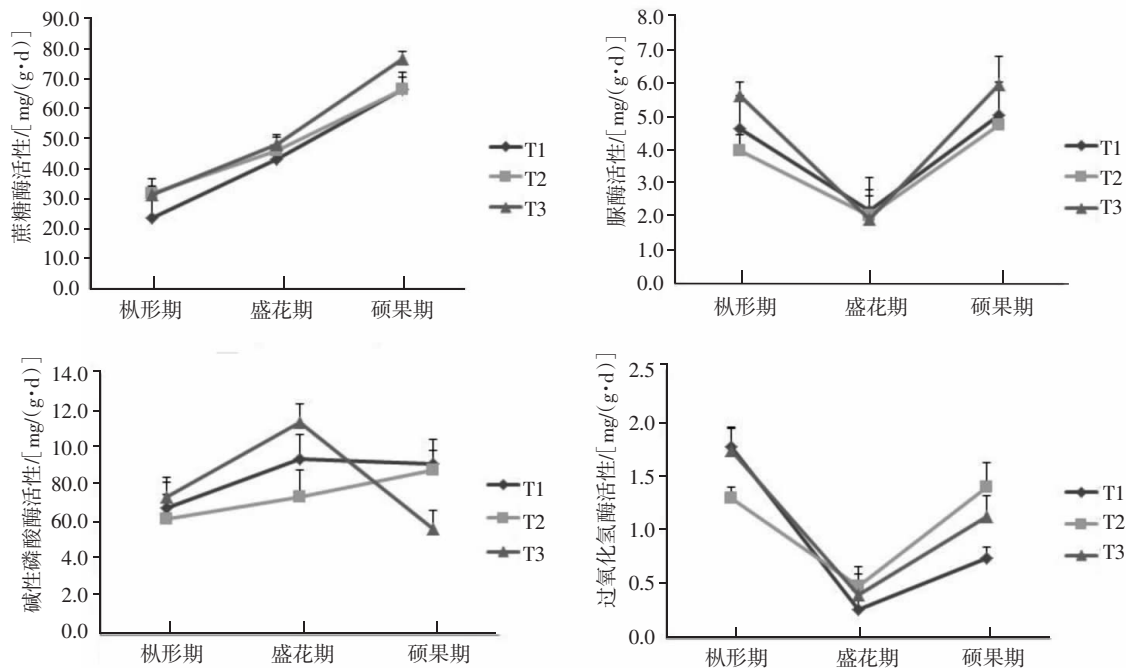 蔗糖酶活性/[mg/(g•d)]
90.0
80.0
70.0
60.0
50.0
40.0
30.0
20.0
10.0
0.0
枞形期 盛花期 硕果期
T1
T2
T3
脲酶活性/[mg/(g•d)]
8.0
7.0
6.0
5.0
4.0
3.0
2.0
1.0
0.0
枞形期 盛花期 硕果期
T1
T2
T3
碱性磷酸酶活性/[mg/(g•d)]
14.0
12.0
10.0
80.0
60.0
4.0
2.0
0.0
枞形期 盛花期 硕果期
T1
T2
T3
过氧化氢酶活性/[mg/(g•d)]
2.5
2.0
1.5
1.0
0.5
0.0
枞形期 盛花期 硕果期
T1
T2
T3